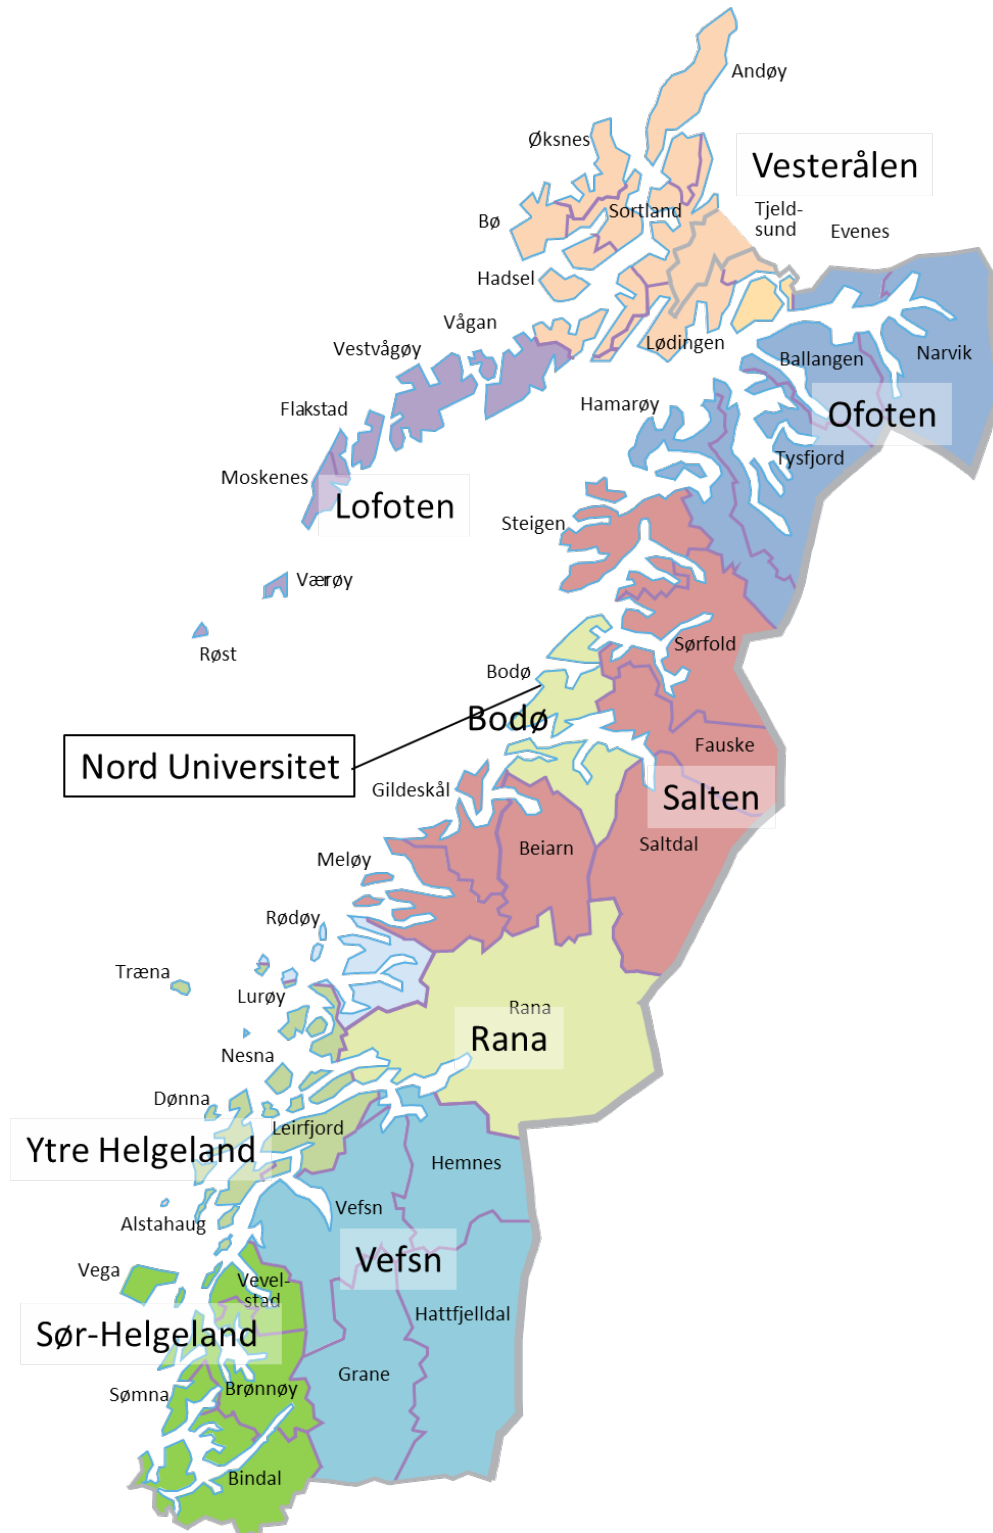 Andøy
Øksnes
Vesterålen
Sortland
Tjeld-
sund
Bø
Evenes
Hadsel
Vågan
Lødingen
Vestvågøy
Ballangen
Narvik
Hamarøy
Flakstad
Ofoten
Tysfjord
Moskenes
Lofoten
Steigen
Værøy
Røst
Sørfold
Bodø
Bodø
Fauske
Nord Universitet
Gildeskål
Salten
Beiarn
Saltdal
Meløy
Rødøy
Træna
Lurøy
Rana
Rana
Nesna
Dønna
Leirfjord
Ytre Helgeland
Hemnes
Vefsn
Alstahaug
Vefsn
Vega
Vevel-
stad
Hattfjelldal
Sør-Helgeland
Grane
Sømna
Brønnøy
Bindal